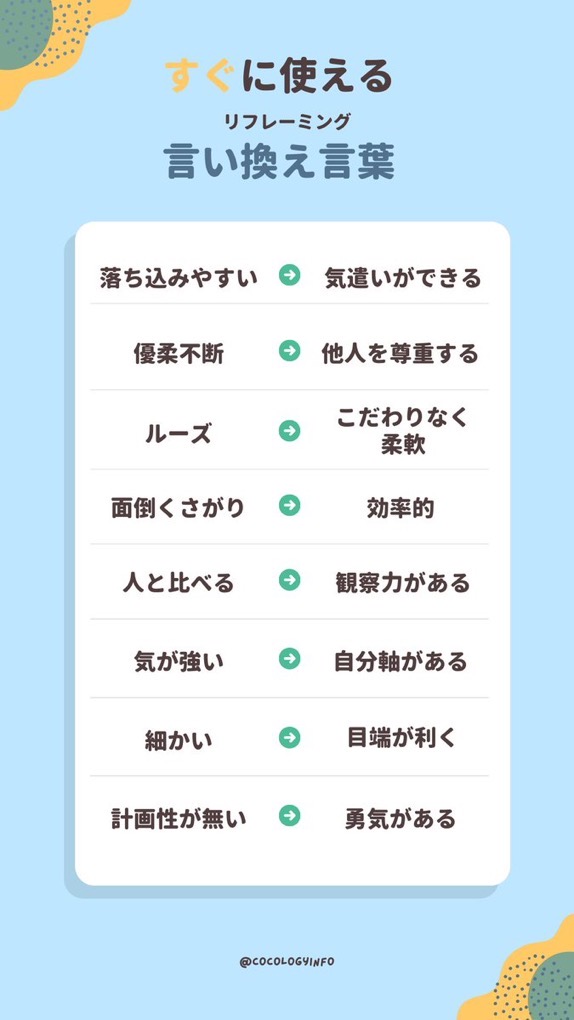 すぐに使える
リフレーミング
言い換え言葉
落ち込みやすい → 気遣いができる
優柔不断 → 他人を尊重する
ルーズ → こだわりなく
柔軟
面倒くさがり → 効率的
人と比べる → 観察力がある
気が強い → 自分軸がある
細かい → 目端が利く
計画性が無い → 勇気がある
@COCOLOGYINFO